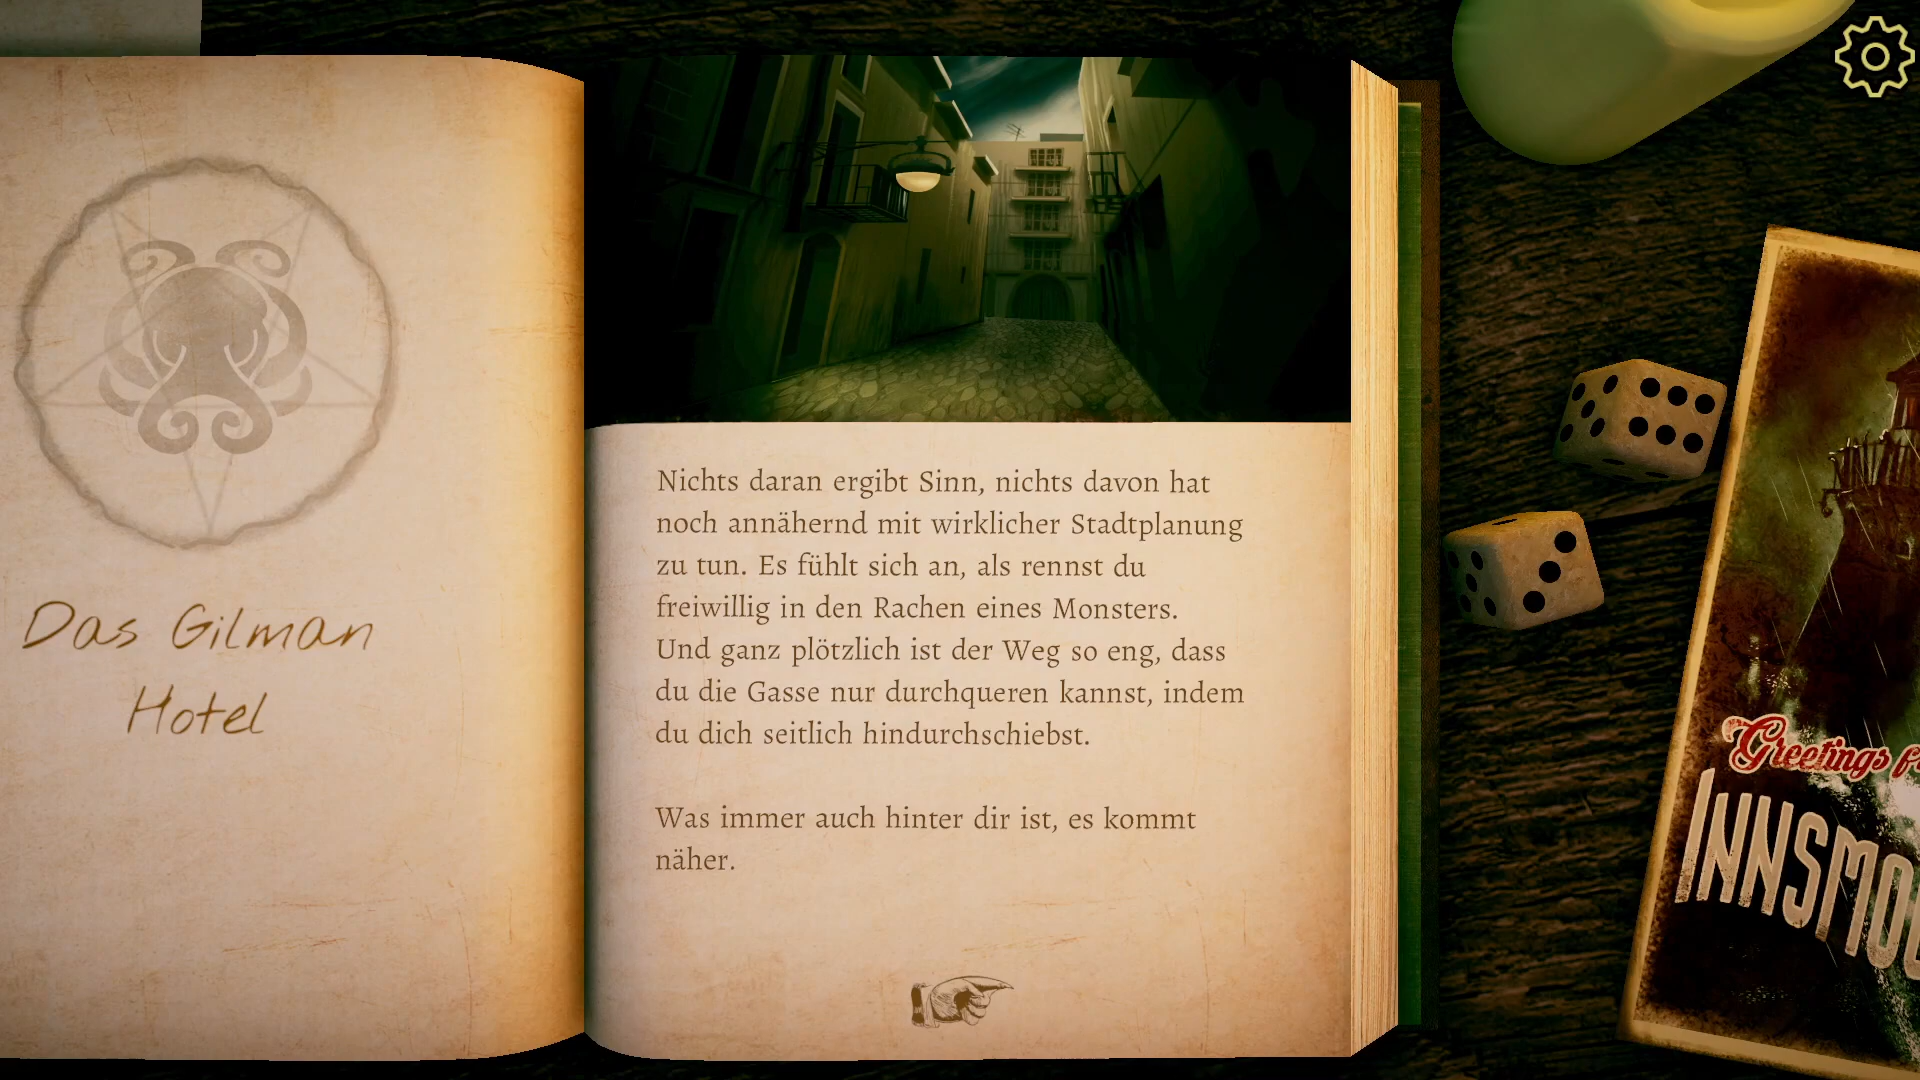 Das Gilman
Hotel
Nichts daran ergibt Sinn, nichts davon hat
noch annähernd mit wirklicher Stadtplanung
zu tun. Es fühlt sich an, als rennst du
freiwillig in den Rachen eines Monsters.
Und ganz plötzlich ist der Weg so eng, dass
du die Gasse nur durchqueren kannst, indem
du dich seitlich hindurchschiebst.
Was immer auch hinter dir ist, es kommt
näher.
Greetings